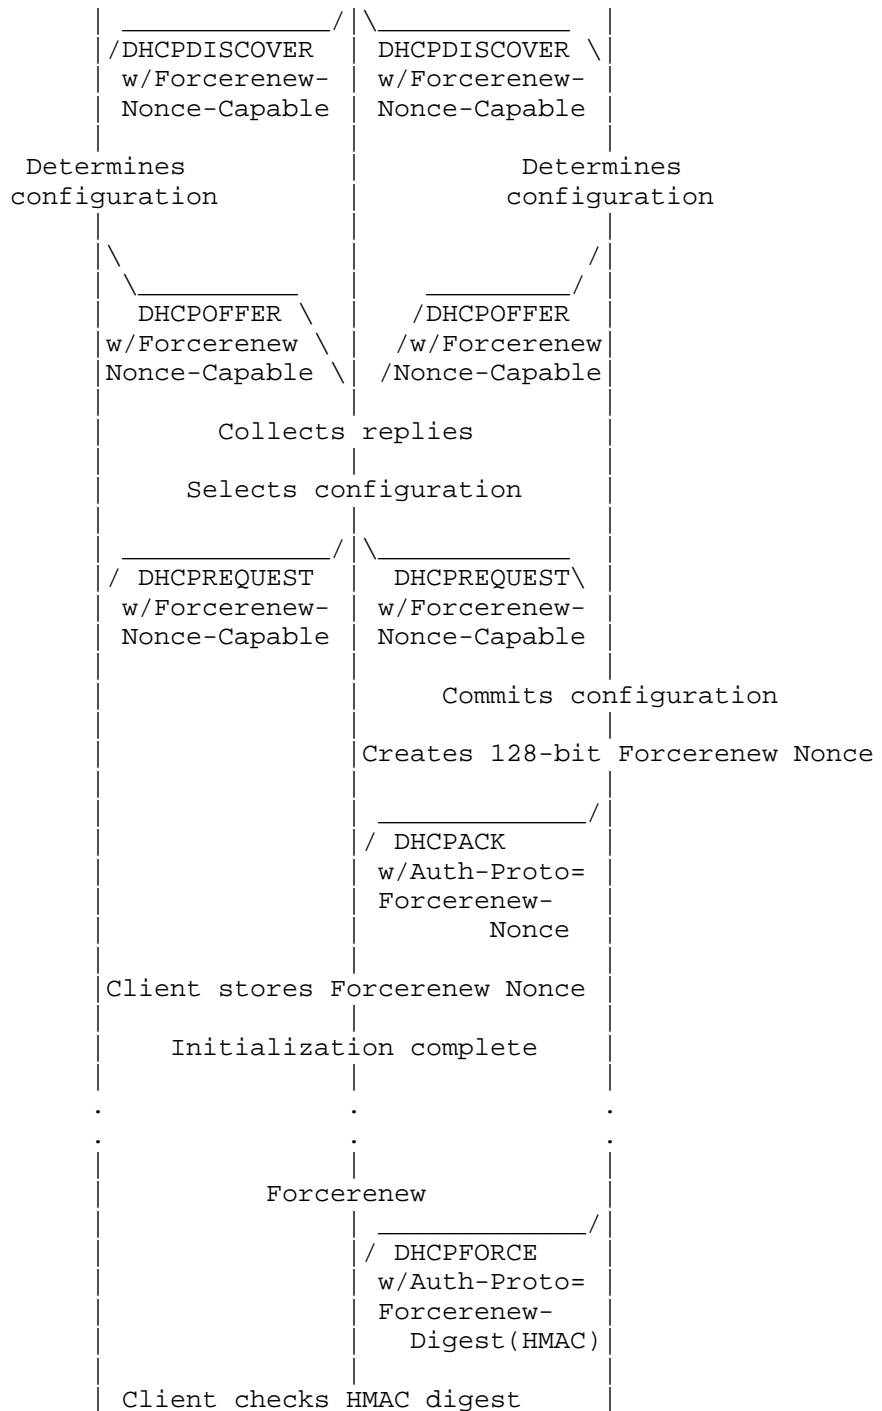 /DHCPDISCOVER DHCPDISCOVER \
w/Forcerenew- w/Forcerenew-
Nonce-Capable Nonce-Capable
Determines Determines
configuration configuration
DHCPOFFER \ /DHCPOFFER
w/Forcerenew \ /w/Forcerenew
Nonce-Capable \ /Nonce-Capable
Collects replies
Selects configuration
/ DHCPREQUEST DHCPREQUEST\
w/Forcerenew- w/Forcerenew-
Nonce-Capable Nonce-Capable
Commits configuration
Creates 128-bit Forcerenew Nonce
/ DHCPACK
w/Auth-Proto=
Forcerenew-
Nonce
Client stores Forcerenew Nonce
Initialization complete
. . .
. . .
Forcerenew
/ DHCPFORCE
w/Auth-Proto=
Forcerenew-
Digest(HMAC)
Client checks HMAC digest